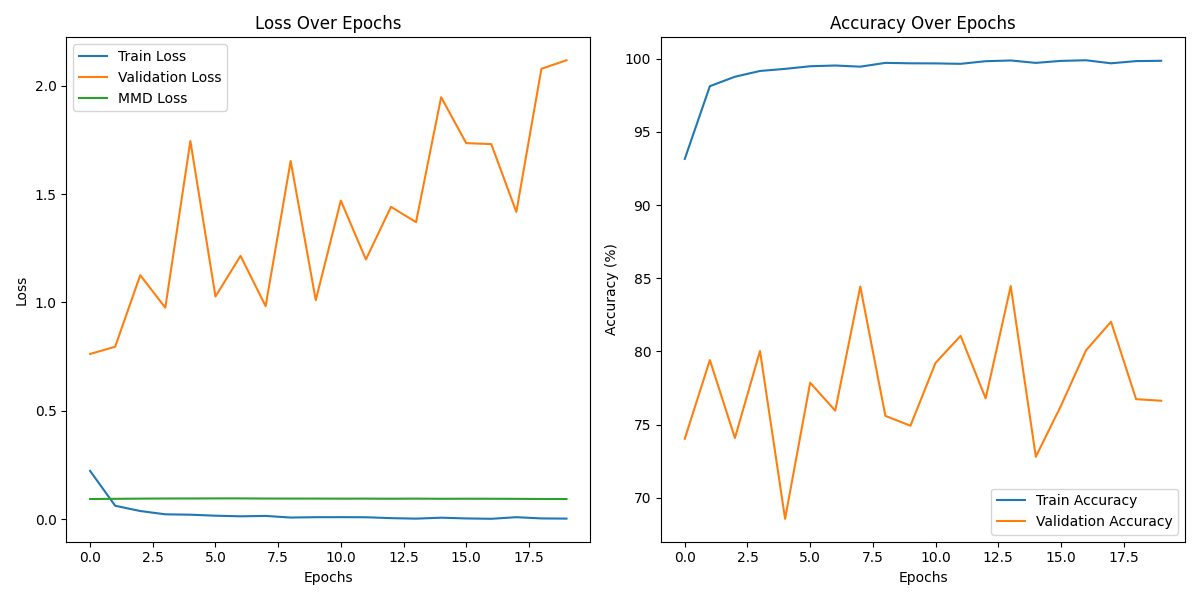 Loss Over Epochs
Train Loss
Validation Loss
MMD Loss
2.0
1.5
1.0
0.5
0.0
Loss
0.0 2.5 5.0 7.5 10.0 12.5 15.0 17.5
Epochs
Accuracy Over Epochs
100
95
90
85
80
75
70
Accuracy (%)
Train Accuracy
Validation Accuracy
0.0 2.5 5.0 7.5 10.0 12.5 15.0 17.5
Epochs